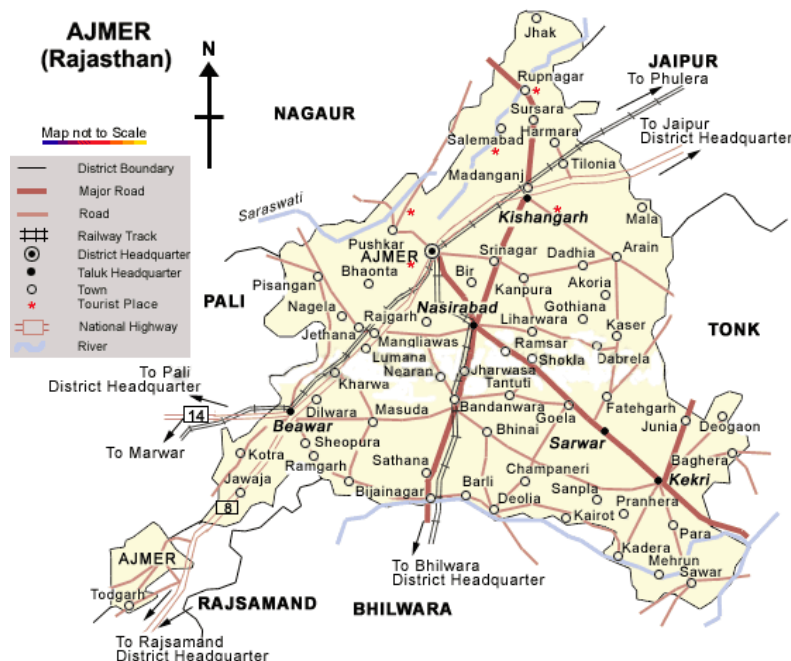 AJMER
(Rajasthan)
N
Map not to Scale
District Boundary
Major Road
Road
Railway Track
District Headquarter
Taluk Headquarter
Town
Tourist Place
National Highway
River
NAGAUR
JAIPUR
To Phulera
To Jaipur
District Headquarter
Jhak
Rupnagar
Sursara
Harmara
Salemabad
Tilonia
Madanganj
Kishangarh
Saraswati
Mala
Pushkar
AJMER
Srinagar
Dadhia
Arain
Bhaonta
Bir
Pisangan
Kanpura
Akoria
PALI
Nagela
Rajgarh
Nasirabad
Gothiana
TONK
Jethana
Mangliawas
Liharwara
Kaser
Lumana
Ramsar
Nearan
Shokla
Dabrela
To Pali
District Headquarter
Kharwa
Jharwasa
Tantuti
14
Dilwara
Masuda
Bandanwara
Goela
Fatehgarh
Junia
Deogaon
To Marwar
Beawar
Sheopura
Bhinai
Sarwar
Kotra
Ramgarh
Sathana
Baghera
Kekri
Jawaja
Champaneri
Bijainagar
Barli
Sanpla
Pranhera
8
Deolia
Kairot
Para
AJMER
To Bhilwara
District Headquarter
Kadera
Mehrun
Sawar
Todgarh
RAJSAMAND
BHILWARA
To Rajsamand
District Headquarter